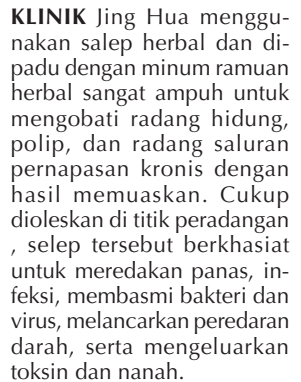 KLINIK Jing Hua menggu-
nakan salep herbal dan di-
padu dengan minum ramuan
herbal sangat ampuh untuk
mengobati radang hidung,
polip, dan radang saluran
pernapasan kronis dengan
hasil memuaskan. Cukup
dioleskan di titik peradangan
, selep tersebut berkhasiat
untuk meredakan panas, in-
feksi, membasmi bakteri dan
virus, melancarkan peredaran
darah, serta mengeluarkan
toksin dan nanah.